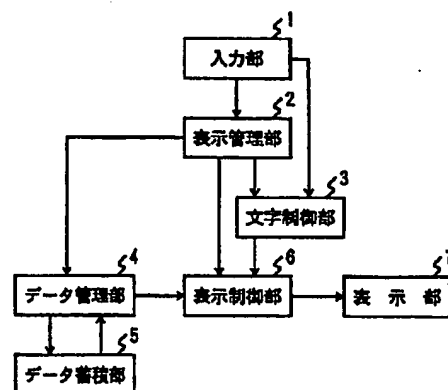 1
入力部
2
表示管理部
3
文字制御部
4
データ管理部
6
表示制御部
7
表示部
5
データ蓄積部